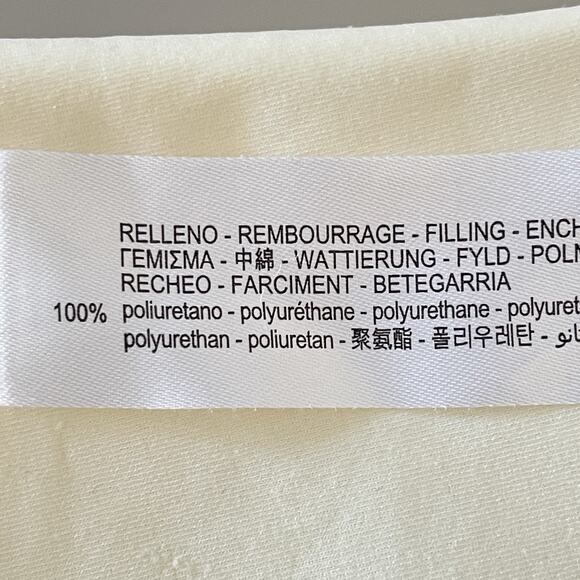 RELLENO - REMBOURRAGE - FILLING - ENCH
ΓΕΜΙΣΜΑ - 中綿 - WATTIERUNG - FYLD - POLN
RECHEO - FARCIMENT - BETEGARRIA
100% poliuretano - polyuréthane - polyurethane - polyuret
polyurethan - poliuretan - 聚氨酯 - 폴리우레탄 -